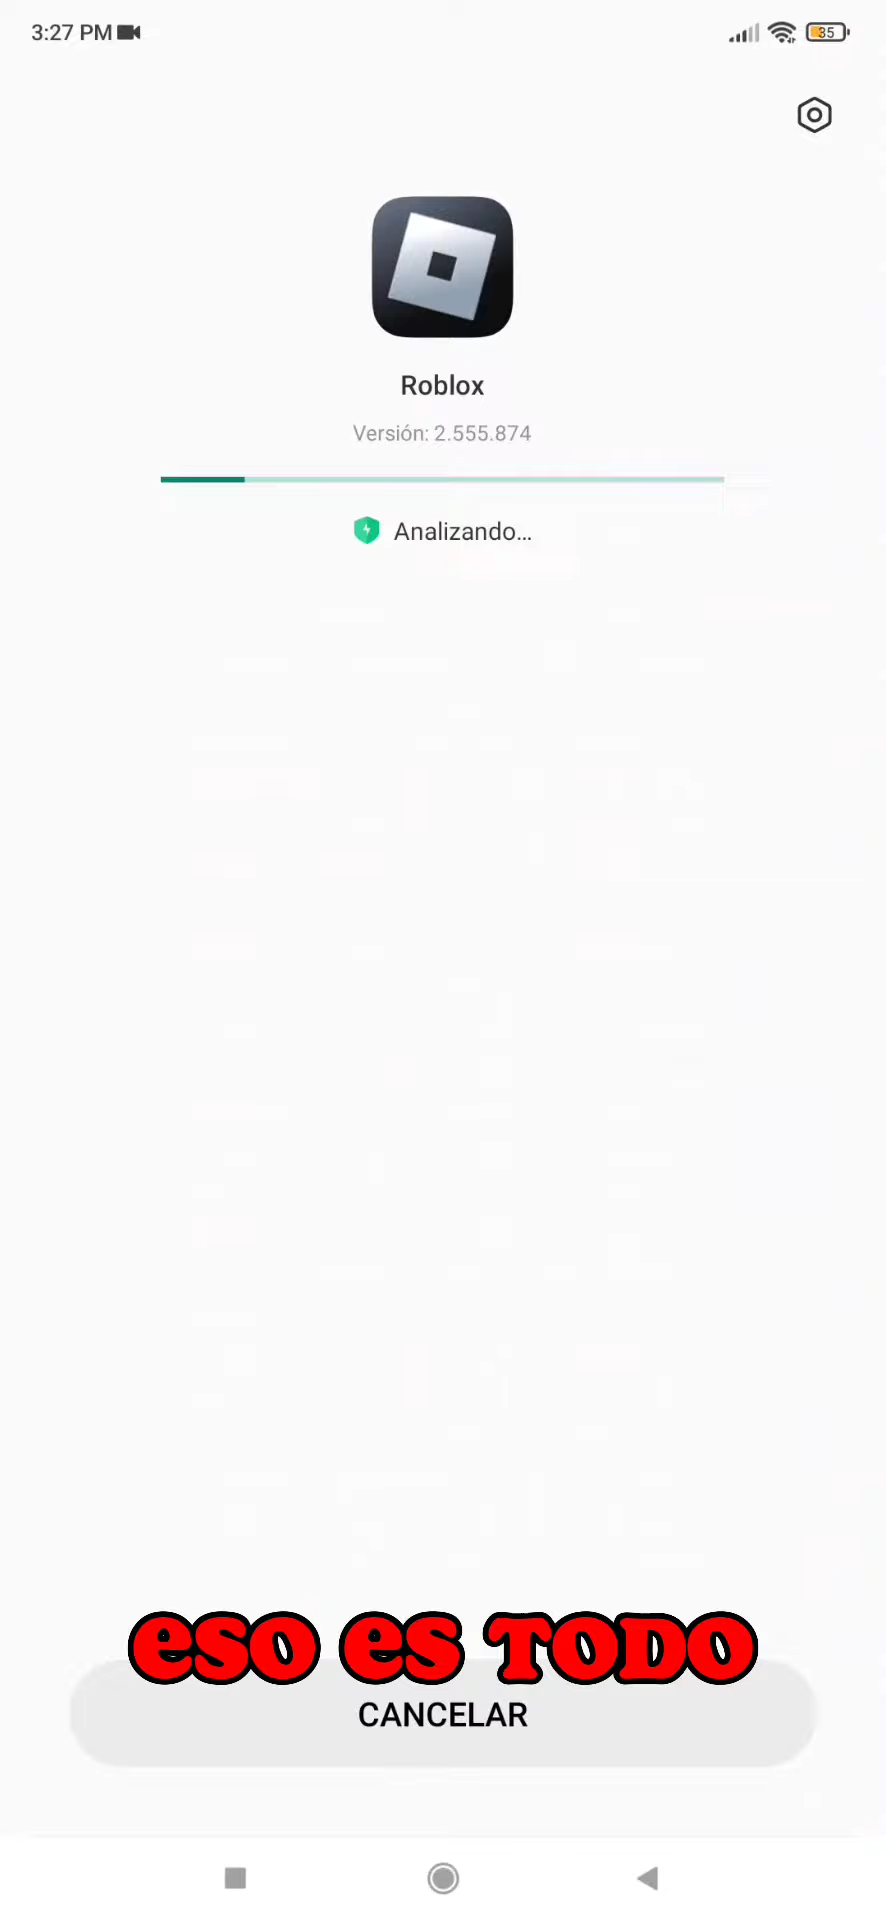 3:27 PM
35
Roblox
Versión: 2.555.874
Analizando...
ESO ES TODO
CANCELAR